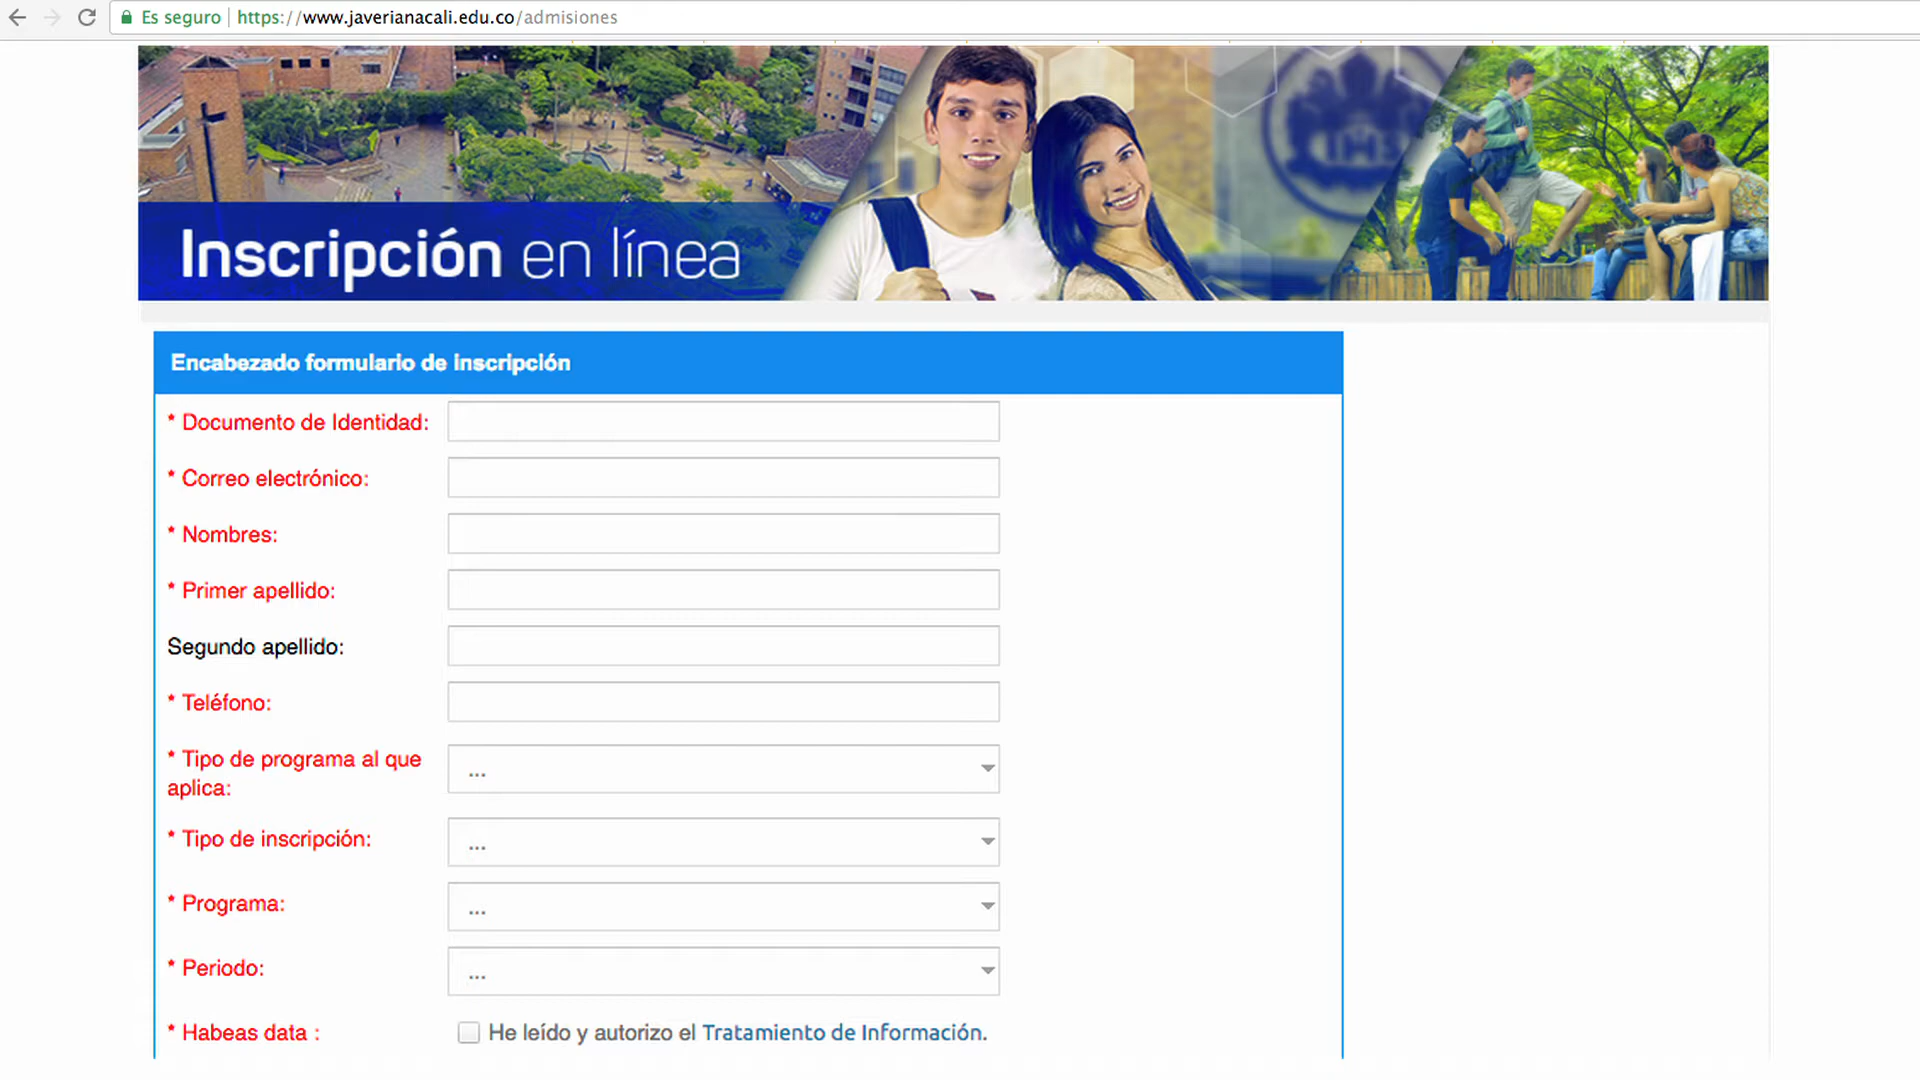 Es seguro | https://www.javerianacali.edu.co/admisiones
IHS
Inscripción en línea
Encabezado formulario de inscripción
* Documento de Identidad:
* Correo electrónico:
* Nombres:
* Primer apellido:
Segundo apellido:
* Teléfono:
* Tipo de programa al que
aplica:
...
* Tipo de inscripción:
...
* Programa:
...
* Periodo:
...
* Habeas data :
He leído y autorizo el Tratamiento de Información.